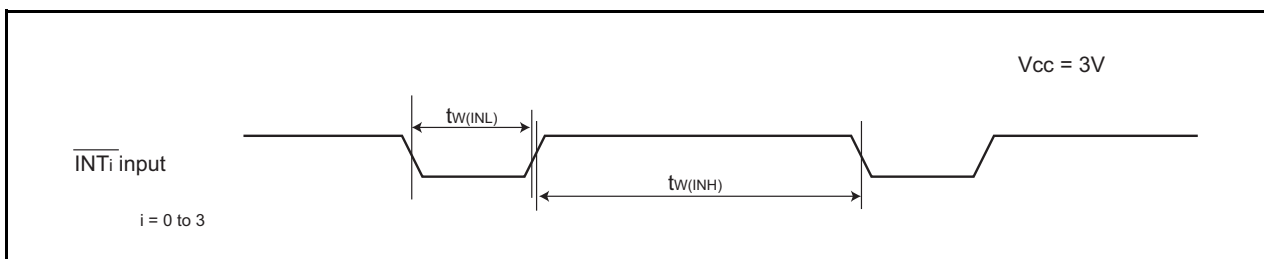 Vcc = 3V
tW(INL)
INTi input
tW(INH)
i = 0 to 3